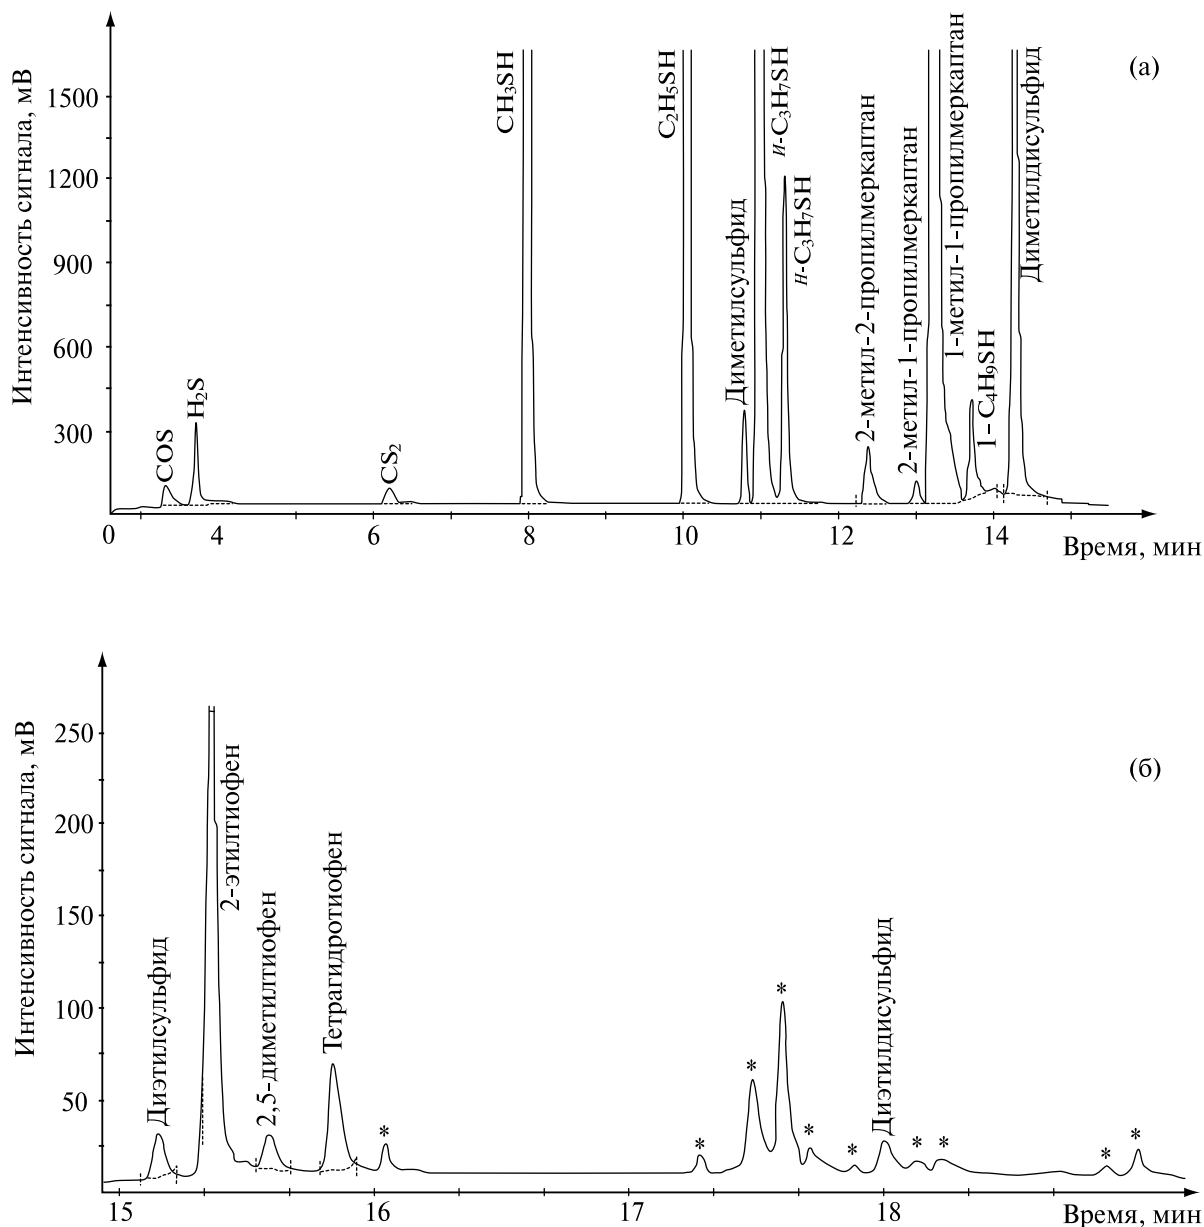 (а)
Интенсивность сигнала, мВ
1500
1200
900
600
300
COS
H₂S
CS₂
CH₃SH
C₂H₅SH
Диметилсульфид
и-C₃H₇SH
н-C₃H₇SH
2-метил-2-пропилмеркаптан
2-метил-1-пропилмеркаптан
1-метил-1-пропилмеркаптан
1-C₄H₉SH
Диметилдисульфид
0 4 6 8 10 12 14
Время, мин
(б)
Интенсивность сигнала, мВ
250
200
150
100
50
Диэтилсульфид
2-этилтиофен
2,5-диметилтиофен
Тетрагидротиофен
*
*
*
*
*
*
Диэтилдисульфид
*
*
*
*
15 16 17 18
Время, мин